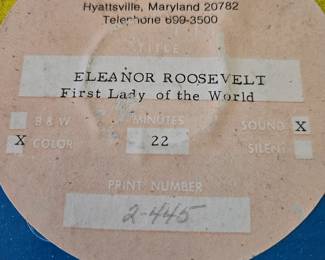 Hyattsville, Maryland 20782
Telephone 699-3500
TITLE
ELEANOR ROOSEVELT
First Lady of the World
B & W MINUTES SOUND X
X COLOR 22 SILENT
PRINT NUMBER
2-445